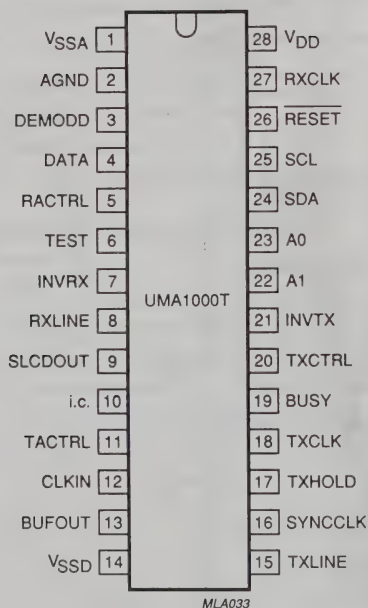 VSSA 1 28 VDD
AGND 2 27 RXCLK
DEMODD 3 26 RESET
DATA 4 25 SCL
RACTRL 5 24 SDA
TEST 6 23 A0
INVRX 7 22 A1
UMA1000T
RXLINE 8 21 INVTX
SLCDOUT 9 20 TXCTRL
i.c. 10 19 BUSY
TACTRL 11 18 TXCLK
CLKIN 12 17 TXHOLD
BUFOUT 13 16 SYNCCLK
VSSD 14 15 TXLINE
MLA033